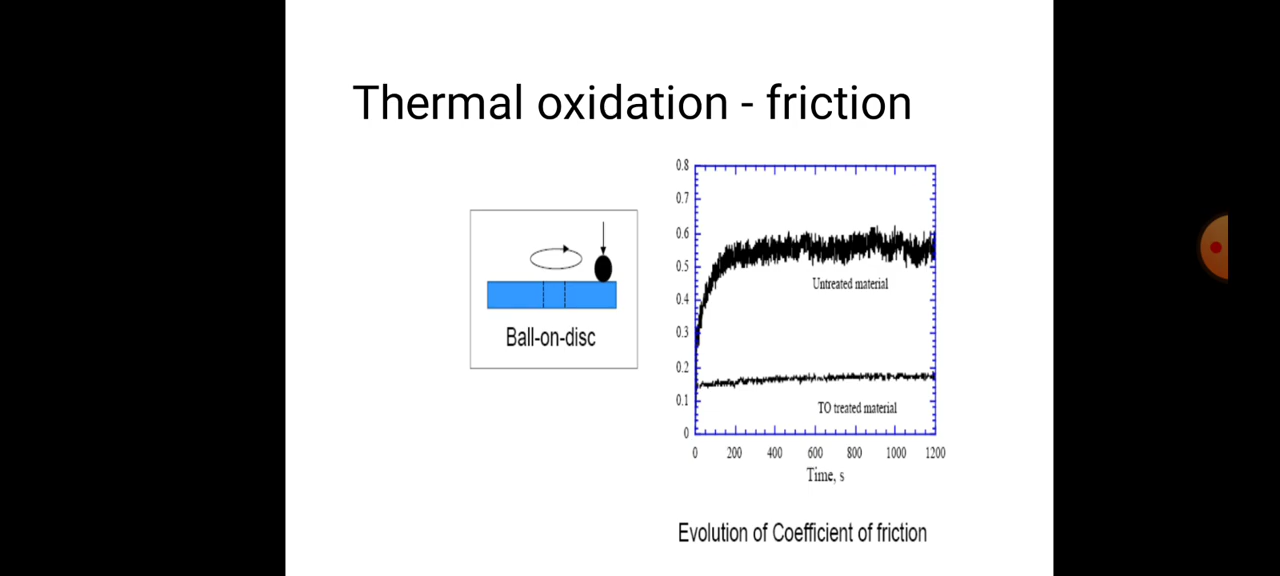 Thermal oxidation - friction
Ball-on-disc
0.8
0.7
0.6
0.5
0.4
0.3
0.2
0.1
0
Untreated material
TO treated material
0 200 400 600 800 1000 1200
Time, s
Evolution of Coefficient of friction